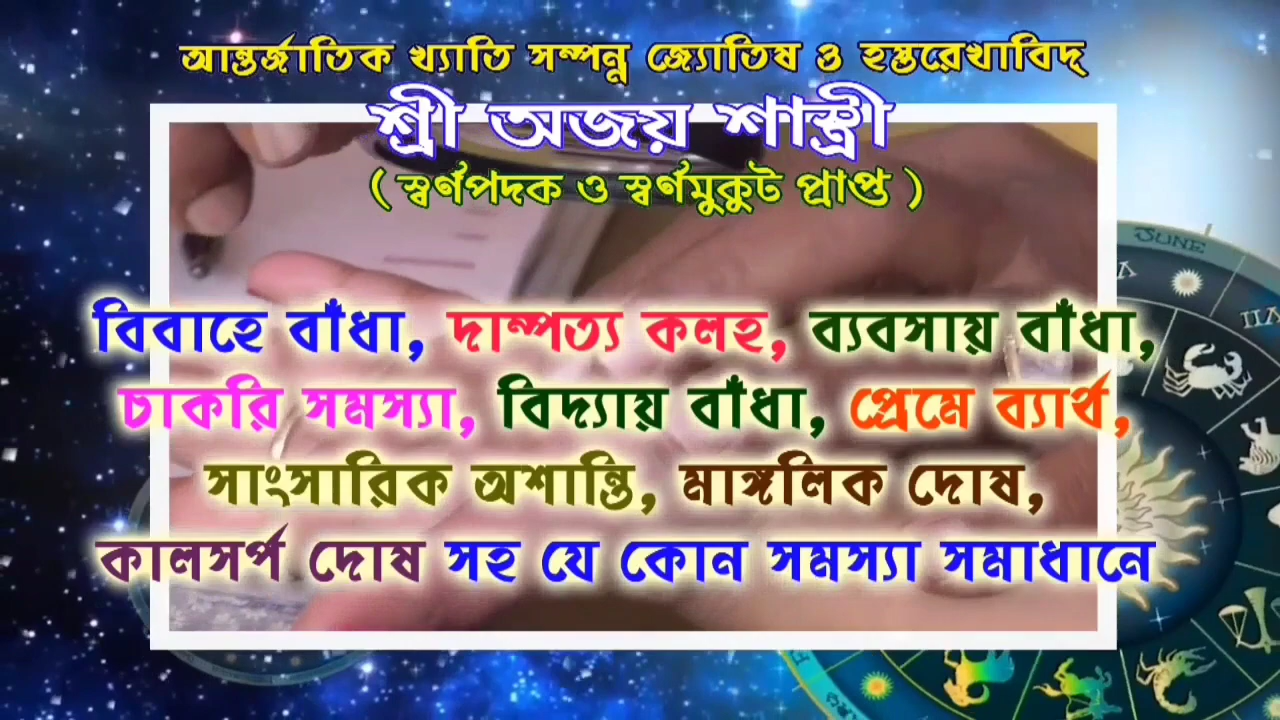 আন্তর্জাতিক খ্যাতি সম্পন্ন জ্যোতিষ ও হস্তরেখাবিদ্
শ্রী অজয় শাস্ত্রী
( স্বর্ণপদক ও স্বর্ণমুকুট প্রাপ্ত )
JUNE
বিবাহে বাঁধা, দাম্পত্য কলহ, ব্যবসায় বাঁধা,
চাকরি সমস্যা, বিদ্যায় বাঁধা, প্রেমে ব্যার্থ,
সাংসারিক অশান্তি, মাঙ্গলিক দোষ,
কালসর্প দোষ সহ যে কোন সমস্যা সমাধানে